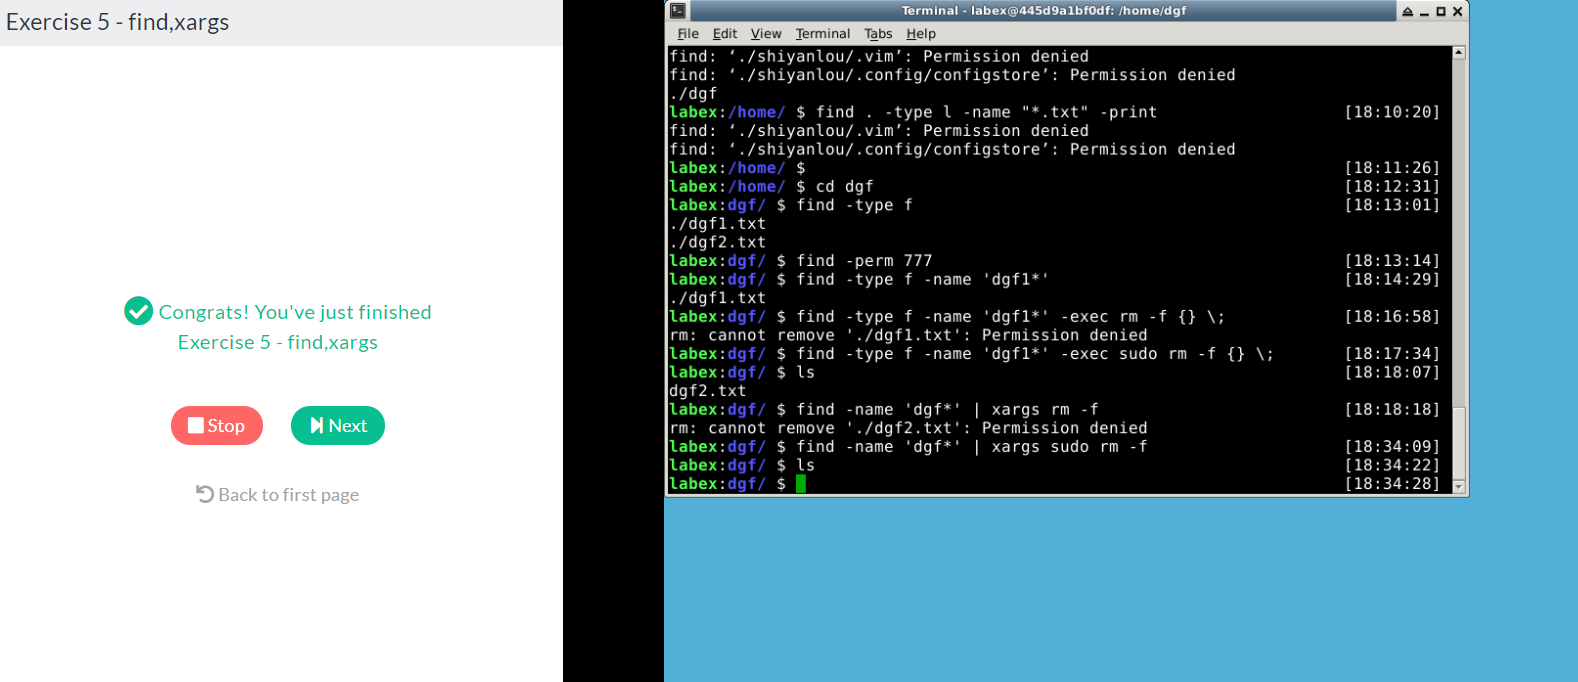 Exercise 5 - find,xargs
Congrats! You've just finished
Exercise 5 - find,xargs
Stop
Next
Back to first page
Terminal - labex@445d9a1bf0df: /home/dgf
File Edit View Terminal Tabs Help
find: ‘./shiyanlou/.vim’: Permission denied
find: ‘./shiyanlou/.config/configstore’: Permission denied
./dgf
labex:/home/ $ find . -type l -name "*.txt" -print [18:10:20]
find: ‘./shiyanlou/.vim’: Permission denied
find: ‘./shiyanlou/.config/configstore’: Permission denied
labex:/home/ $ [18:11:26]
labex:/home/ $ cd dgf [18:12:31]
labex:dgf/ $ find -type f [18:13:01]
./dgf1.txt
./dgf2.txt
labex:dgf/ $ find -perm 777 [18:13:14]
labex:dgf/ $ find -type f -name 'dgf1*' [18:14:29]
./dgf1.txt
labex:dgf/ $ find -type f -name 'dgf1*' -exec rm -f {} \; [18:16:58]
rm: cannot remove './dgf1.txt': Permission denied
labex:dgf/ $ find -type f -name 'dgf1*' -exec sudo rm -f {} \; [18:17:34]
labex:dgf/ $ ls [18:18:07]
dgf2.txt
labex:dgf/ $ find -name 'dgf*' | xargs rm -f [18:18:18]
rm: cannot remove './dgf2.txt': Permission denied
labex:dgf/ $ find -name 'dgf*' | xargs sudo rm -f [18:34:09]
labex:dgf/ $ ls [18:34:22]
labex:dgf/ $ [18:34:28]